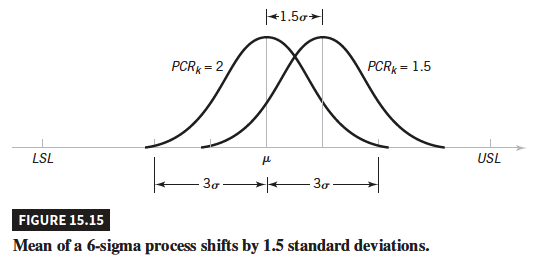 1.5σ
PCRk = 2
PCRk = 1.5
LSL
μ
USL
3σ
3σ
FIGURE 15.15
Mean of a 6-sigma process shifts by 1.5 standard deviations.